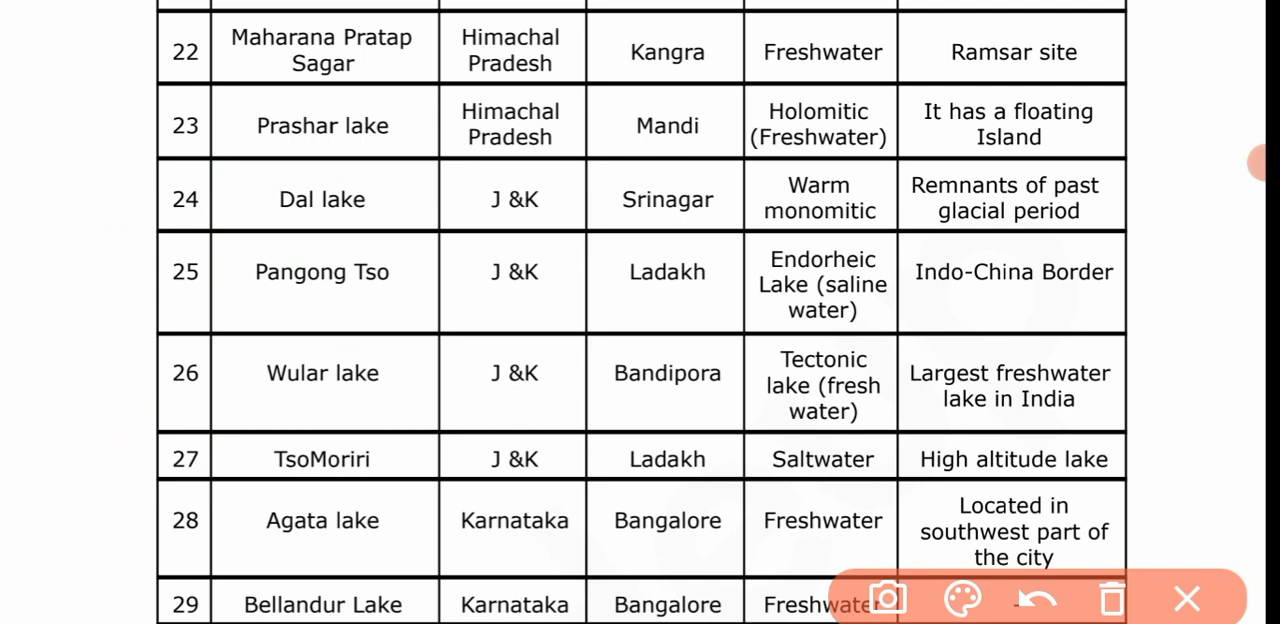 22 Maharana Pratap Sagar Himachal Pradesh Kangra Freshwater Ramsar site
23 Prashar lake Himachal Pradesh Mandi Holomitic (Freshwater) It has a floating Island
24 Dal lake J &K Srinagar Warm monomitic Remnants of past glacial period
25 Pangong Tso J &K Ladakh Endorheic Lake (saline water) Indo-China Border
26 Wular lake J &K Bandipora Tectonic lake (fresh water) Largest freshwater lake in India
27 TsoMoriri J &K Ladakh Saltwater High altitude lake
28 Agata lake Karnataka Bangalore Freshwater Located in southwest part of the city
29 Bellandur Lake Karnataka Bangalore Freshwater -